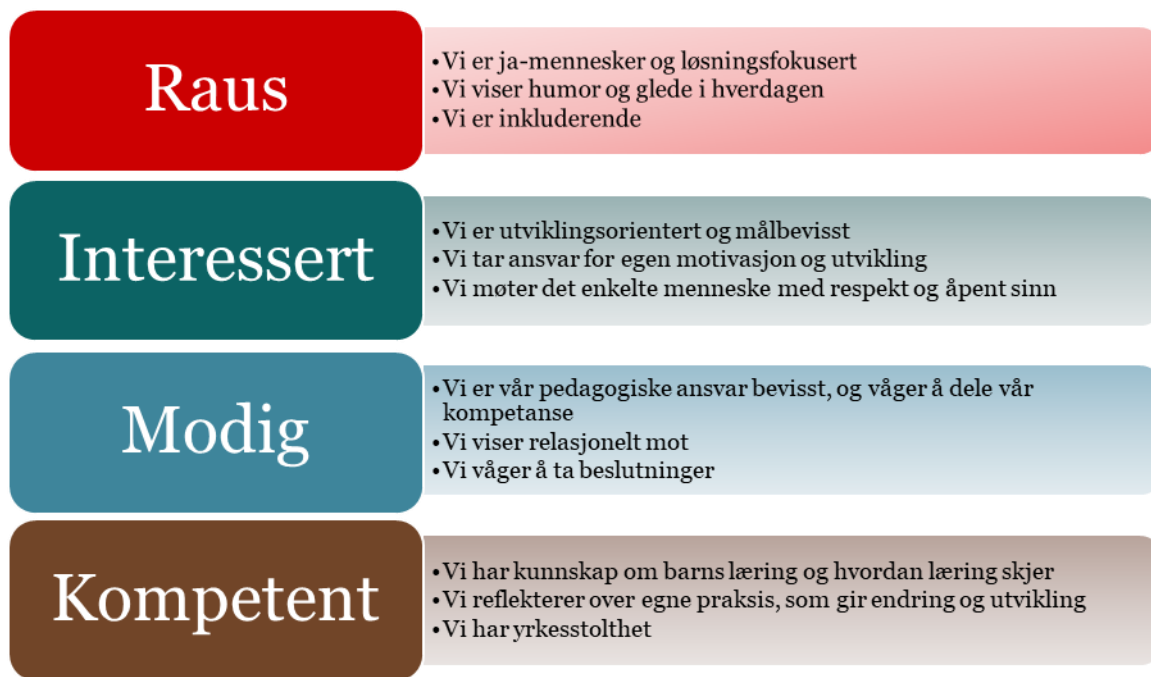 Raus
•Vi er ja-mennesker og løsningsfokusert
•Vi viser humor og glede i hverdagen
•Vi er inkluderende
Interessert
•Vi er utviklingsorientert og målbevisst
•Vi tar ansvar for egen motivasjon og utvikling
•Vi møter det enkelte menneske med respekt og åpent sinn
Modig
•Vi er vår pedagogiske ansvar bevisst, og våger å dele vår
kompetanse
•Vi viser relasjonelt mot
•Vi våger å ta beslutninger
Kompetent
•Vi har kunnskap om barns læring og hvordan læring skjer
•Vi reflekterer over egne praksis, som gir endring og utvikling
•Vi har yrkesstolthet